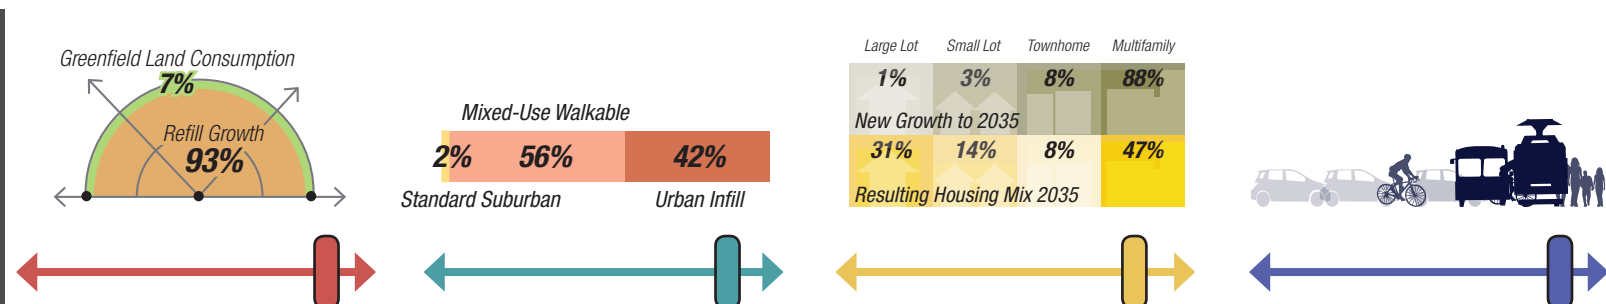 Greenfield Land Consumption
7%
Refill Growth
93%
Mixed-Use Walkable
2% 56% 42%
Standard Suburban Urban Infill
Large Lot Small Lot Townhome Multifamily
1% 3% 8% 88%
New Growth to 2035
31% 14% 8% 47%
Resulting Housing Mix 2035